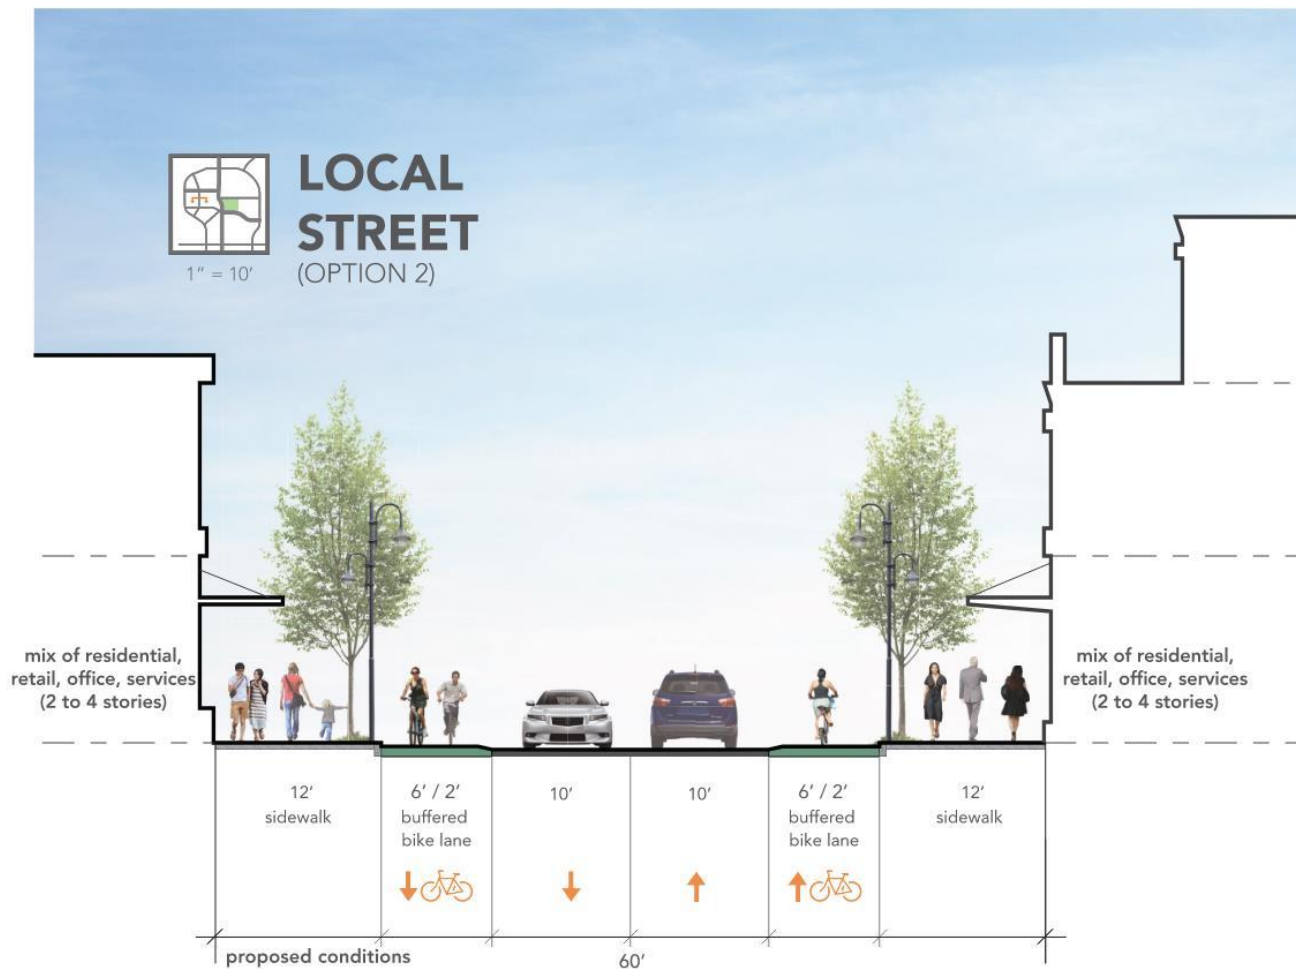 LOCAL
STREET
(OPTION 2)
1" = 10'
mix of residential,
retail, office, services
(2 to 4 stories)
mix of residential,
retail, office, services
(2 to 4 stories)
12'
sidewalk
6' / 2'
buffered
bike lane
10'
10'
6' / 2'
buffered
bike lane
12'
sidewalk
proposed conditions
60'